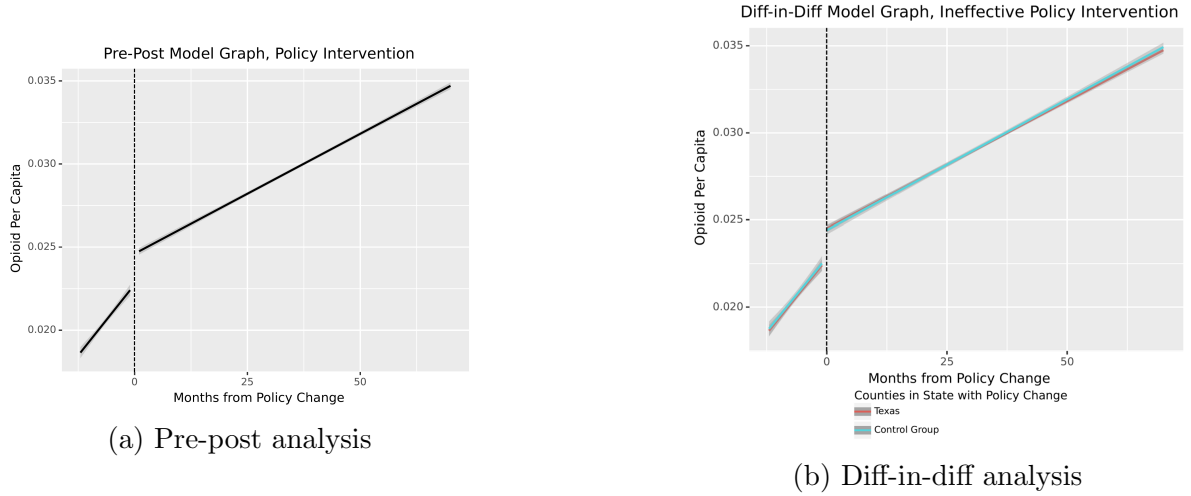 Pre-Post Model Graph, Policy Intervention
Opioid Per Capita
0.035
0.030
0.025
0.020
0
25
50
Months from Policy Change
(a) Pre-post analysis
Diff-in-Diff Model Graph, Ineffective Policy Intervention
Opioid Per Capita
0.035
0.030
0.025
0.020
0
25
50
Months from Policy Change
Counties in State with Policy Change
Texas
Control Group
(b) Diff-in-diff analysis